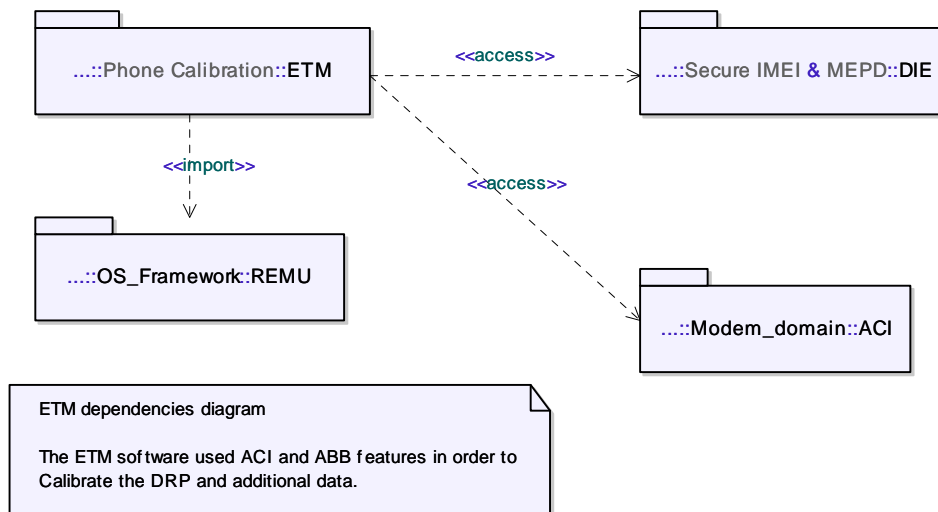 ...::Phone Calibration::ETM
<<access>>
...::Secure IMEI & MEPD::DIE
<<import>>
<<access>>
...::OS_Framework::REMU
...::Modem_domain::ACI
ETM dependencies diagram
The ETM software used ACI and ABB features in order to
Calibrate the DRP and additional data.